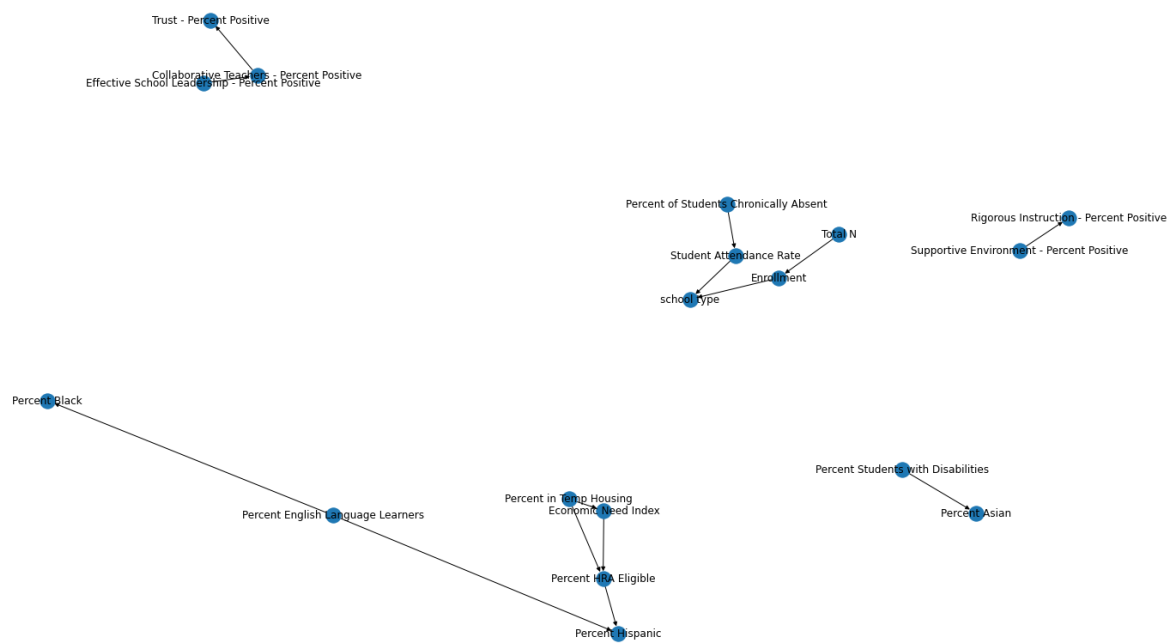 Trust - Percent Positive
Collaborative Teachers - Percent Positive
Effective School Leadership - Percent Positive
Percent of Students Chronically Absent
Rigorous Instruction - Percent Positive
Total N
Supportive Environment - Percent Positive
Student Attendance Rate
Enrollment
school type
Percent Black
Percent Students with Disabilities
Percent in Temp Housing
Economic Need Index
Percent Asian
Percent English Language Learners
Percent HRA Eligible
Percent Hispanic